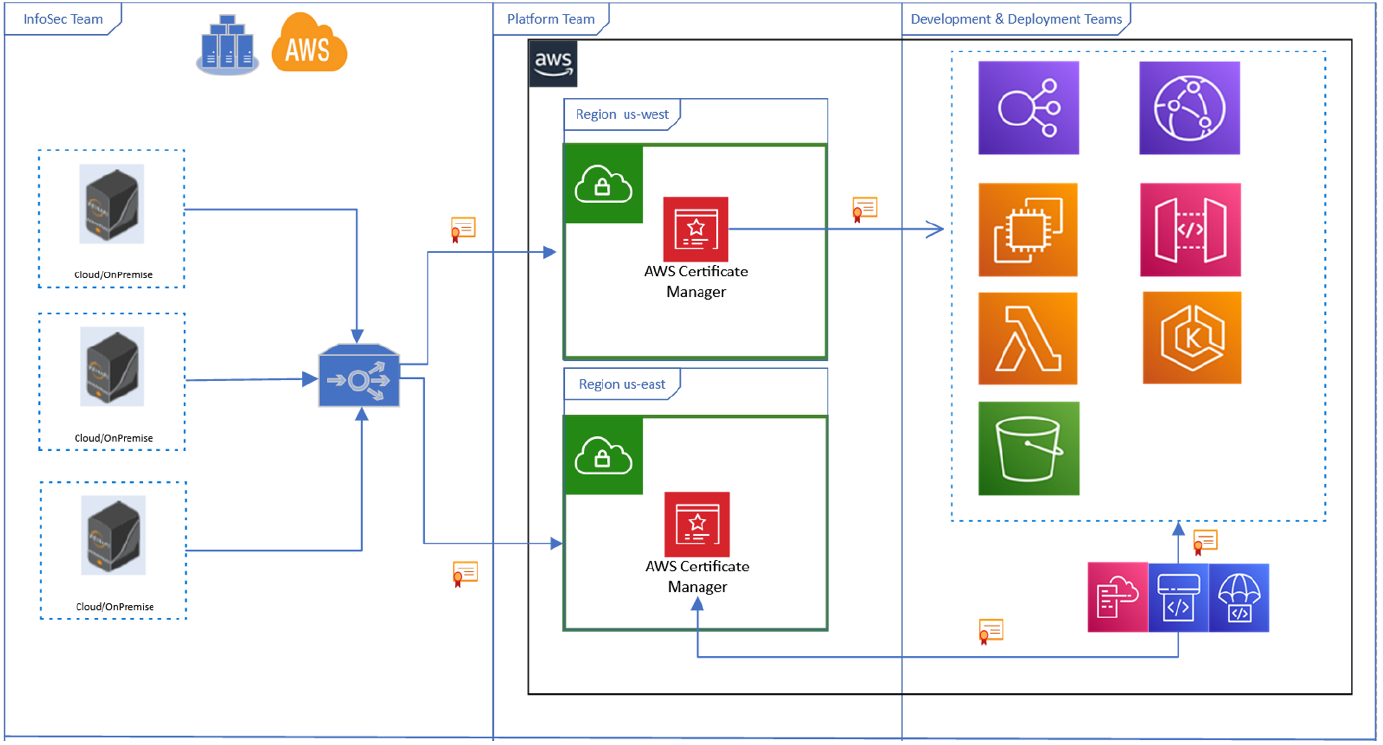 InfoSec Team
Platform Team
Development & Deployment Teams
AWS
aws
Region us-west
AWS Certificate
Manager
Cloud/OnPremise
Cloud/OnPremise
Region us-east
AWS Certificate
Manager
Cloud/OnPremise
K